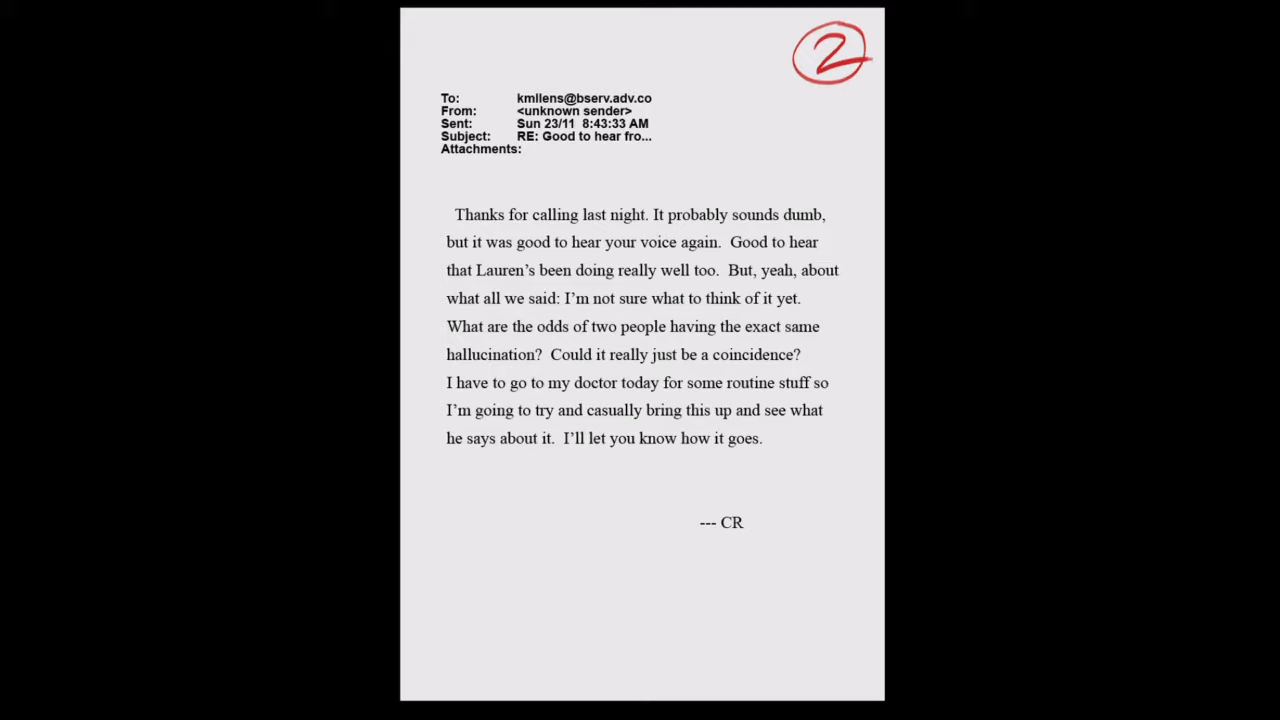 2
To: kmllens@bserv.adv.co
From: <unknown sender>
Sent: Sun 23/11 8:43:33 AM
Subject: RE: Good to hear fro...
Attachments:
Thanks for calling last night. It probably sounds dumb,
but it was good to hear your voice again. Good to hear
that Lauren’s been doing really well too. But, yeah, about
what all we said: I’m not sure what to think of it yet.
What are the odds of two people having the exact same
hallucination? Could it really just be a coincidence?
I have to go to my doctor today for some routine stuff so
I’m going to try and casually bring this up and see what
he says about it. I’ll let you know how it goes.
--- CR